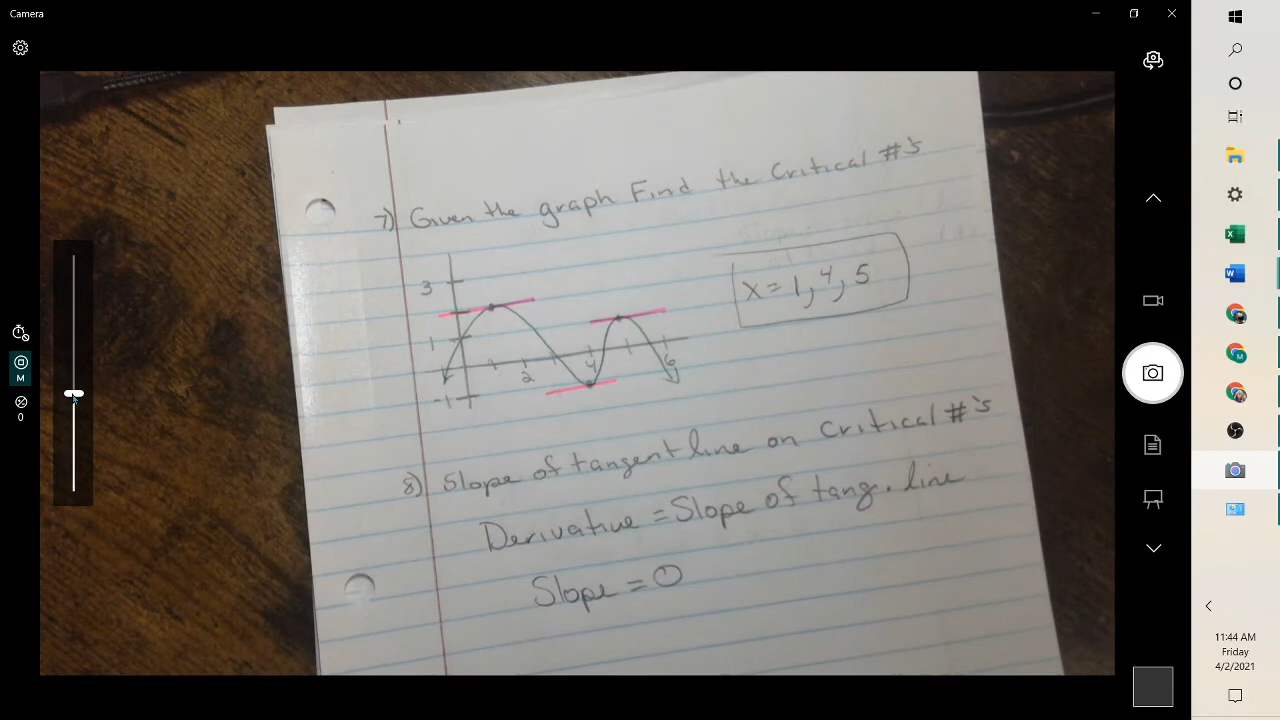 Camera
7) Given the graph Find the Critical #'s
3
1
-1
2
4
6
x = 1, 4, 5
8) Slope of tangent line on Critical #'s
Derivative = Slope of tang. line
Slope = 0
M
0
11:44 AM
Friday
4/2/2021